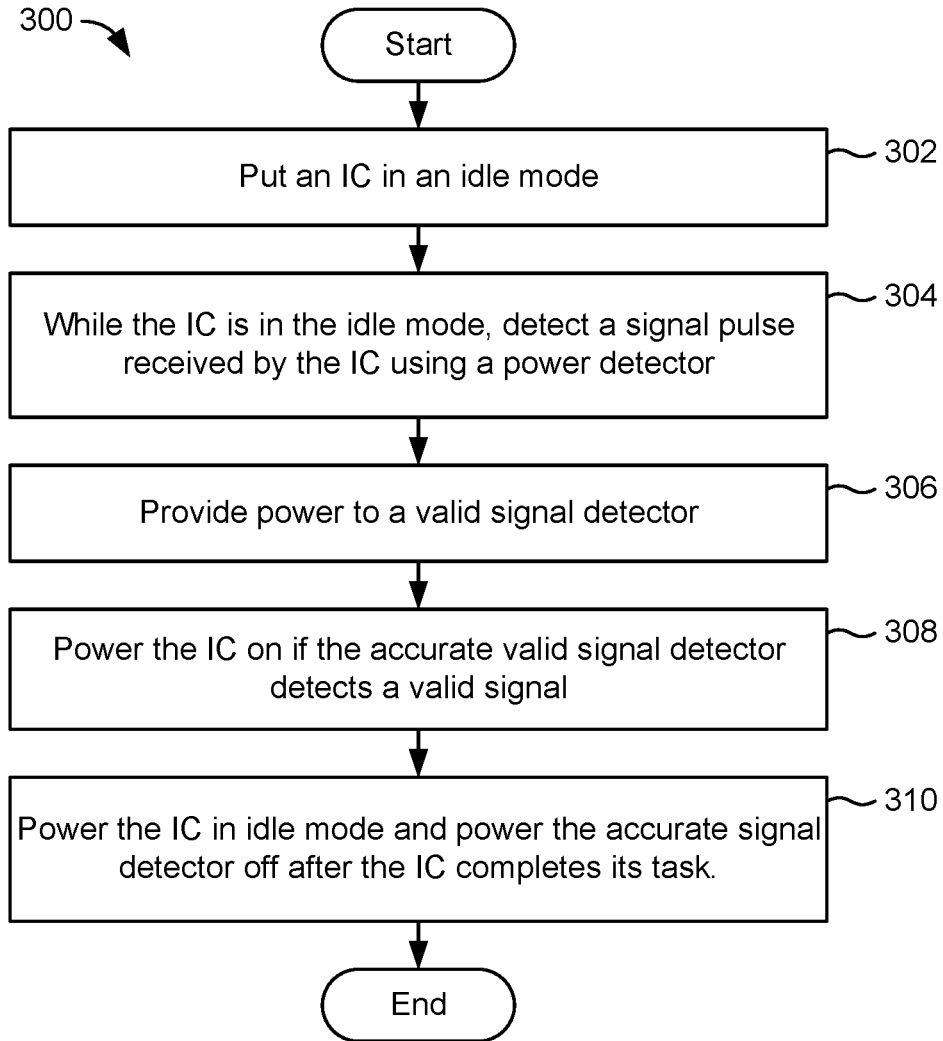 300
Start
Put an IC in an idle mode
302
While the IC is in the idle mode, detect a signal pulse
received by the IC using a power detector
304
Provide power to a valid signal detector
306
Power the IC on if the accurate valid signal detector
detects a valid signal
308
Power the IC in idle mode and power the accurate signal
detector off after the IC completes its task.
310
End